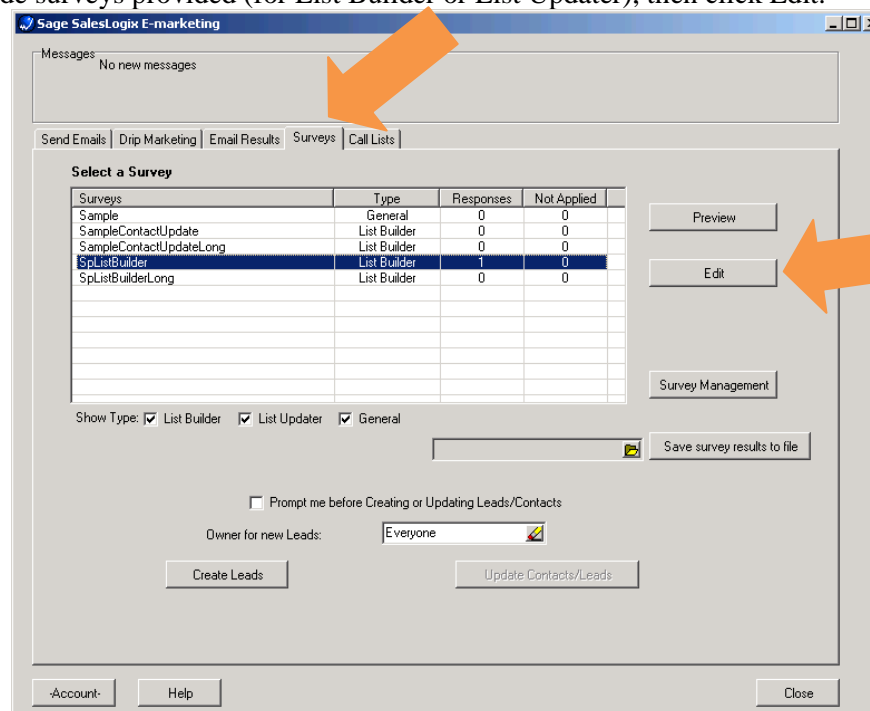 de surveys provided (for List Builder or List Updater), then click Edit.
Sage SalesLogix E-marketing
Messages
No new messages
Send Emails Drip Marketing Email Results Surveys Call Lists
Select a Survey
Surveys Type Responses Not Applied
Sample General 0 0
SampleContactUpdate List Builder 0 0
SampleContactUpdateLong List Builder 0 0
SpListBuilder List Builder 1 0
SpListBuilderLong List Builder 0 0
Preview
Edit
Survey Management
Show Type: List Builder List Updater General
Save survey results to file
Prompt me before Creating or Updating Leads/Contacts
Owner for new Leads: Everyone
Create Leads Update Contacts/Leads
-Account- Help Close